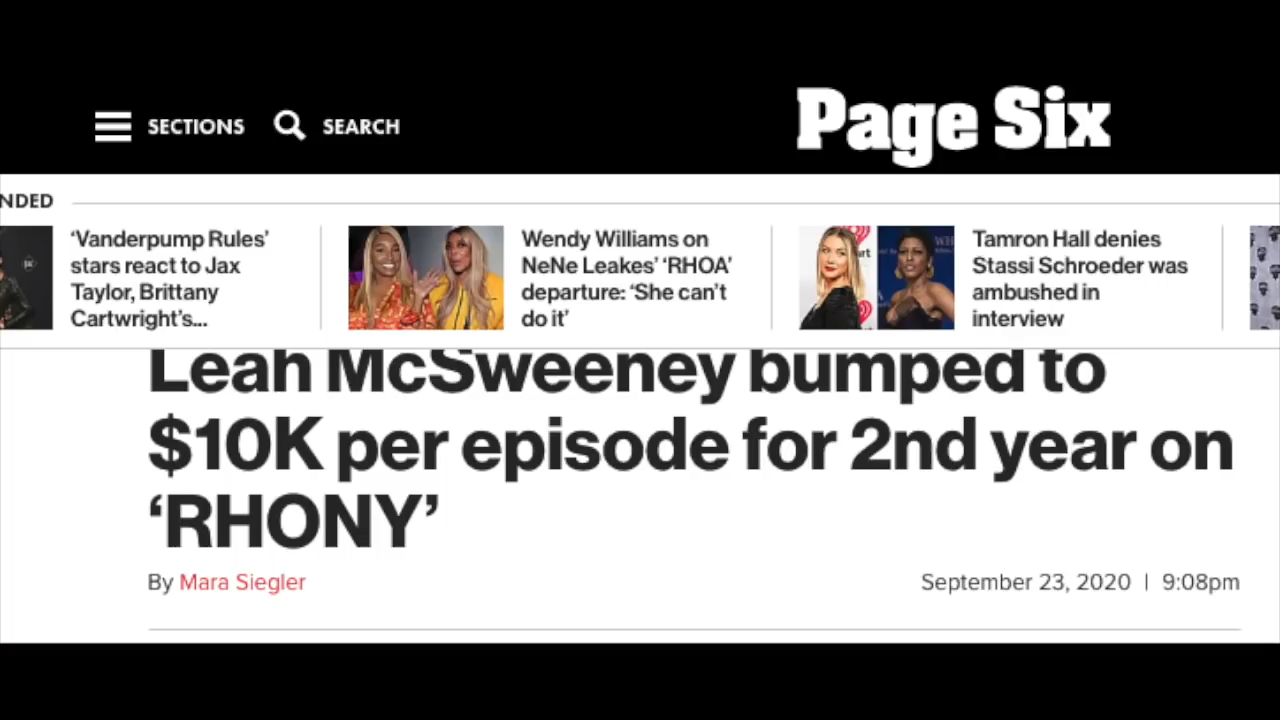 SECTIONS SEARCH Page Six
NDED
‘Vanderpump Rules’
stars react to Jax
Taylor, Brittany
Cartwright’s...
Wendy Williams on
NeNe Leakes’ ‘RHOA’
departure: ‘She can’t
do it’
Tamron Hall denies
Stassi Schroeder was
ambushed in
interview
Leah McSweeney bumped to
$10K per episode for 2nd year on
‘RHONY’
By Mara Siegler September 23, 2020 | 9:08pm